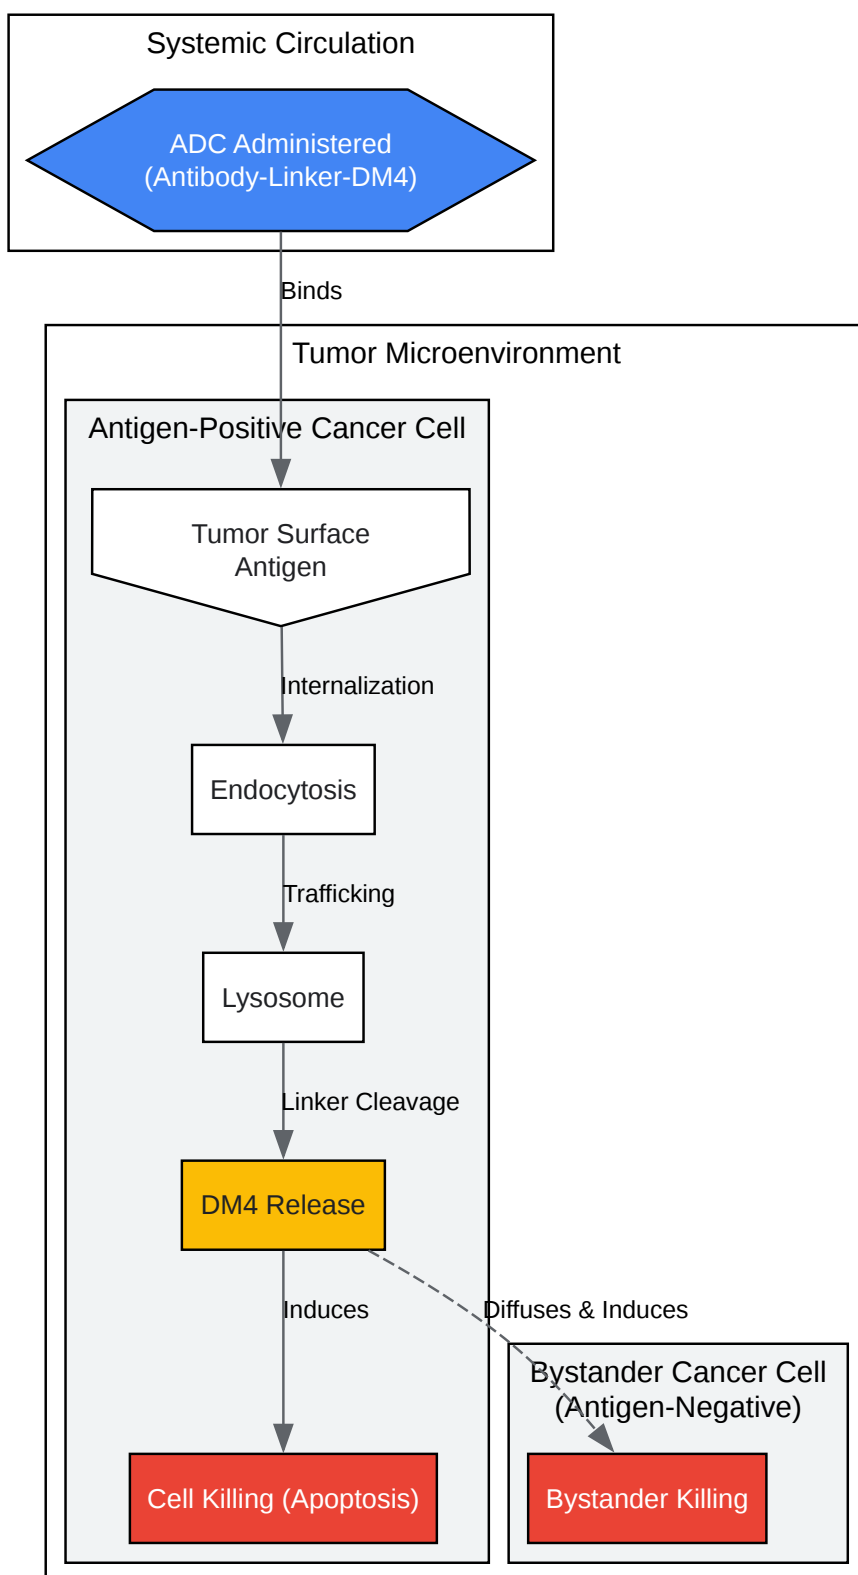 Systemic Circulation
ADC Administered
(Antibody-Linker-DM4)
Binds
Tumor Microenvironment
Antigen-Positive Cancer Cell
Tumor Surface
Antigen
Internalization
Endocytosis
Trafficking
Lysosome
Linker Cleavage
DM4 Release
Induces
Diffuses & Induces
Bystander Cancer Cell
(Antigen-Negative)
Cell Killing (Apoptosis)
Bystander Killing